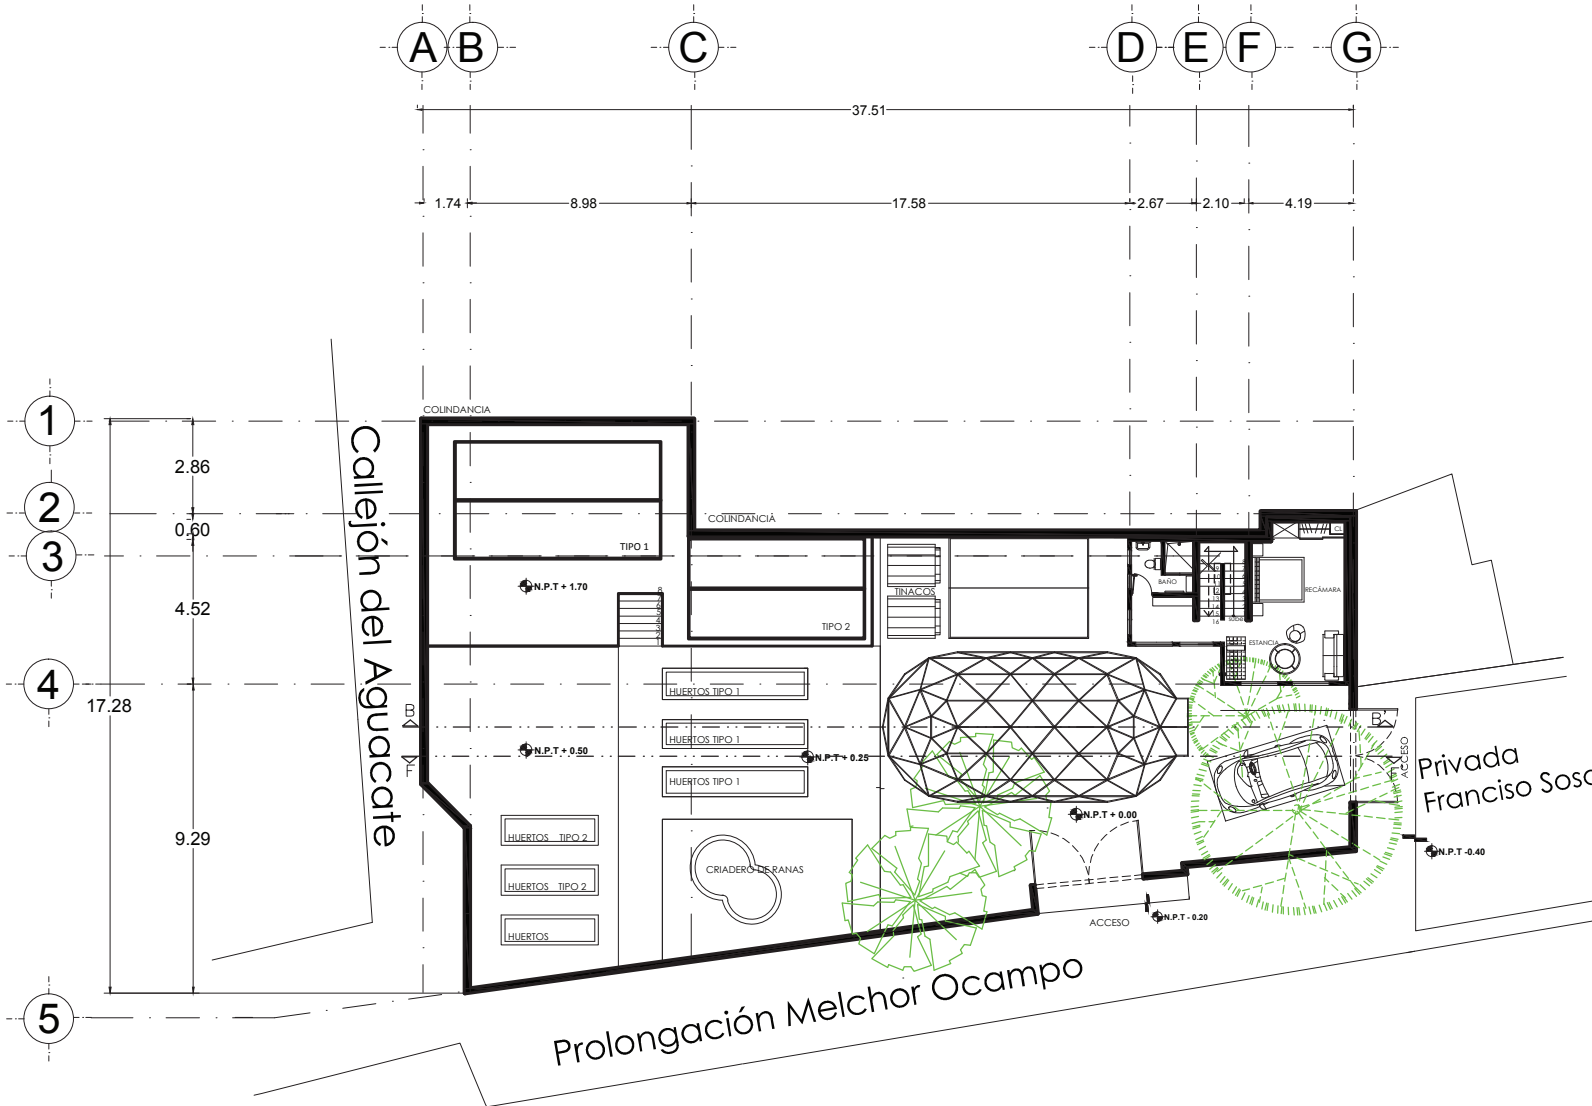 A B C D E F G
37.51
1.74 8.98 17.58 2.67 2.10 4.19
1
2
3
4
5
2.86
0.60
4.52
17.28
9.29
COLINDANCIA
COLINDANCIA
Callejón del Aguacate
TIPO 1
N.P.T + 1.70
TIPO 2
TINACOS
BAÑO
CL
RECÁMARA
SUBE
16
ESTANCIA
HUERTOS TIPO 1
HUERTOS TIPO 1
HUERTOS TIPO 1
B
F
N.P.T + 0.50
N.P.T + 0.25
B'
ACCESO
Privada
Franciso Sosa
HUERTOS TIPO 2
HUERTOS TIPO 2
HUERTOS
CRIADERO DE RANAS
N.P.T + 0.00
N.P.T -0.40
N.P.T - 0.20
ACCESO
Prolongación Melchor Ocampo